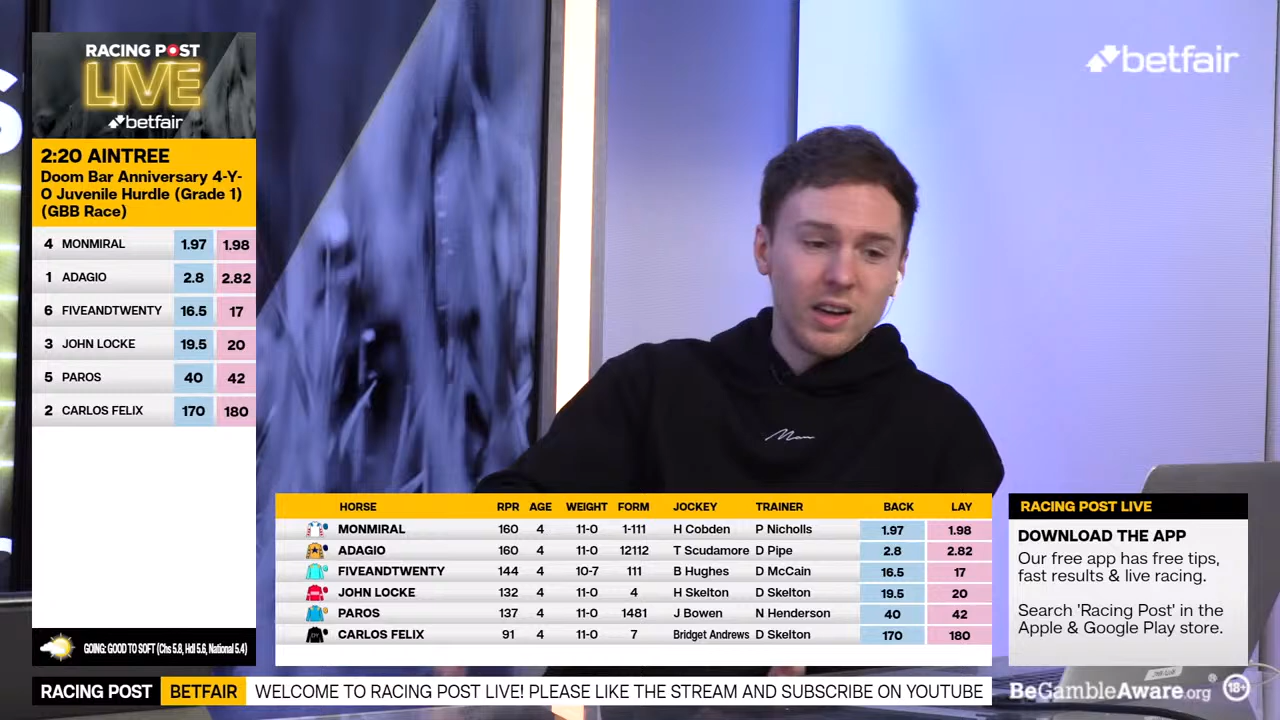 RACING POST
LIVE
betfair
betfair
2:20 AINTREE
Doom Bar Anniversary 4-Y-
O Juvenile Hurdle (Grade 1)
(GBB Race)
4 MONMIRAL 1.97 1.98
1 ADAGIO 2.8 2.82
6 FIVEANDTWENTY 16.5 17
3 JOHN LOCKE 19.5 20
5 PAROS 40 42
2 CARLOS FELIX 170 180
GOING: GOOD TO SOFT (Chs 5.8, Hdl 5.6, National 5.4)
HORSE RPR AGE WEIGHT FORM JOCKEY TRAINER BACK LAY
MONMIRAL 160 4 11-0 1-111 H Cobden P Nicholls 1.97 1.98
ADAGIO 160 4 11-0 12112 T Scudamore D Pipe 2.8 2.82
FIVEANDTWENTY 144 4 10-7 111 B Hughes D McCain 16.5 17
JOHN LOCKE 132 4 11-0 4 H Skelton D Skelton 19.5 20
PAROS 137 4 11-0 1481 J Bowen N Henderson 40 42
CARLOS FELIX 91 4 11-0 7 Bridget Andrews D Skelton 170 180
RACING POST LIVE
DOWNLOAD THE APP
Our free app has free tips,
fast results & live racing.
Search 'Racing Post' in the
Apple & Google Play store.
RACING POST BETFAIR WELCOME TO RACING POST LIVE! PLEASE LIKE THE STREAM AND SUBSCRIBE ON YOUTUBE
BeGambleAware.org® 18+